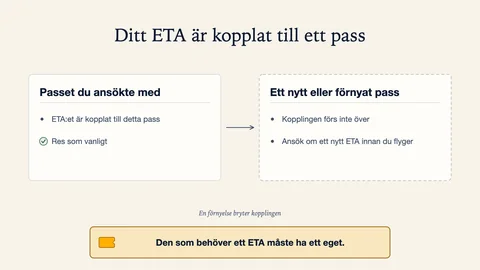 Ditt ETA är kopplat till ett pass
Passet du ansökte med
ETA:et är kopplat till detta pass
Res som vanligt
Ett nytt eller förnyat pass
Kopplingen förs inte över
Ansök om ett nytt ETA innan du flyger
En förnyelse bryter kopplingen
Den som behöver ett ETA måste ha ett eget.